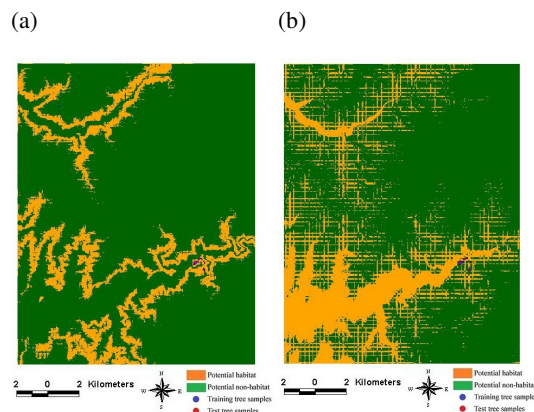 (a)
(b)
Potential habitat
Potential non-habitat
Training tree samples
Test tree samples
2 0 2 Kilometers
N
W E
S
Potential habitat
Potential non-habitat
Training tree sample
Test tree samples
2 0 2 Kilometers
N
W E
S